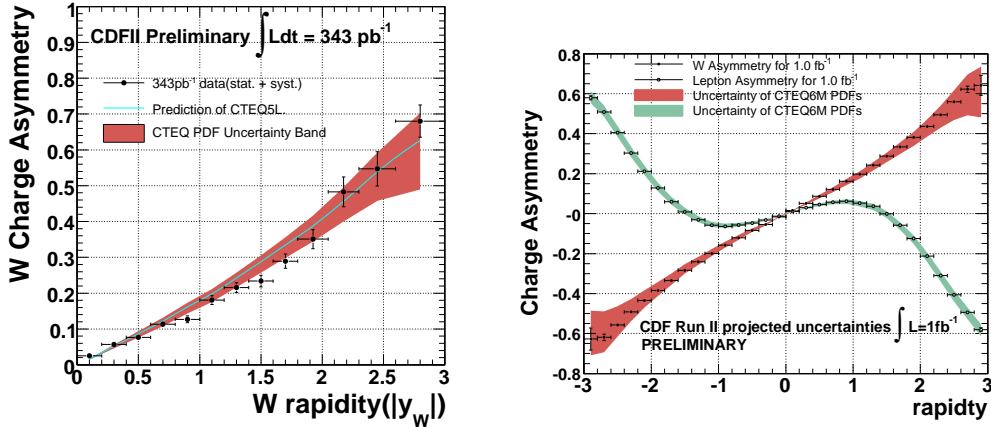 W Charge Asymmetry
1
0.9
0.8
0.7
0.6
0.5
0.4
0.3
0.2
0.1
0
CDFII Preliminary ∫ Ldt = 343 pb⁻¹
343pb⁻¹ data(stat. + syst.)
Prediction of CTEQ5L.
CTEQ PDF Uncertainty Band
0 0.5 1 1.5 2 2.5 3
W rapidity(|y_W|)
Charge Asymmetry
0.8
0.6
0.4
0.2
-0
-0.2
-0.4
-0.6
-0.8
W Asymmetry for 1.0 fb⁻¹
Lepton Asymmetry for 1.0 fb⁻¹
Uncertainty of CTEQ6M PDFs
Uncertainty of CTEQ6M PDFs
CDF Run II projected uncertainties ∫ L=1fb⁻¹
PRELIMINARY
-3 -2 -1 0 1 2 3
rapidty